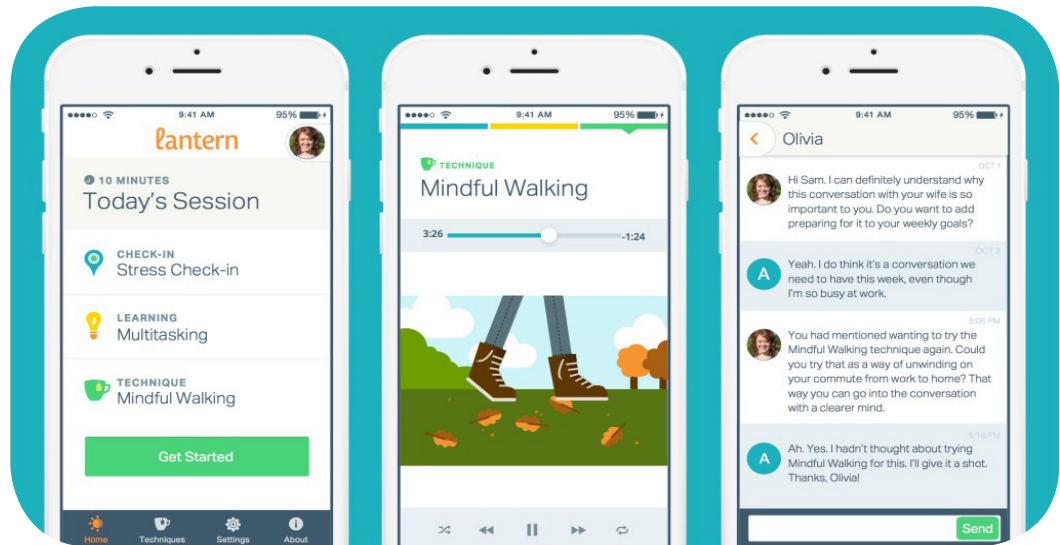 9:41 AM
95%
lantern
10 MINUTES
Today's Session
CHECK-IN
Stress Check-in
LEARNING
Multitasking
TECHNIQUE
Mindful Walking
Get Started
Home
Techniques
Settings
About
9:41 AM
95%
TECHNIQUE
Mindful Walking
3:26
-1:24
9:41 AM
95%
Olivia
OCT 1
Hi Sam. I can definitely understand why
this conversation with your wife is so
important to you. Do you want to add
preparing for it to your weekly goals?
OCT 2
A
Yeah. I do think it's a conversation we
need to have this week, even though
I'm so busy at work.
5:08 PM
You had mentioned wanting to try the
Mindful Walking technique again. Could
you try that as a way of unwinding on
your commute from work to home? That
way you can go into the conversation
with a clearer mind.
5:16 PM
A
Ah. Yes. I hadn't thought about trying
Mindful Walking for this. I'll give it a shot.
Thanks, Olivia!
Send